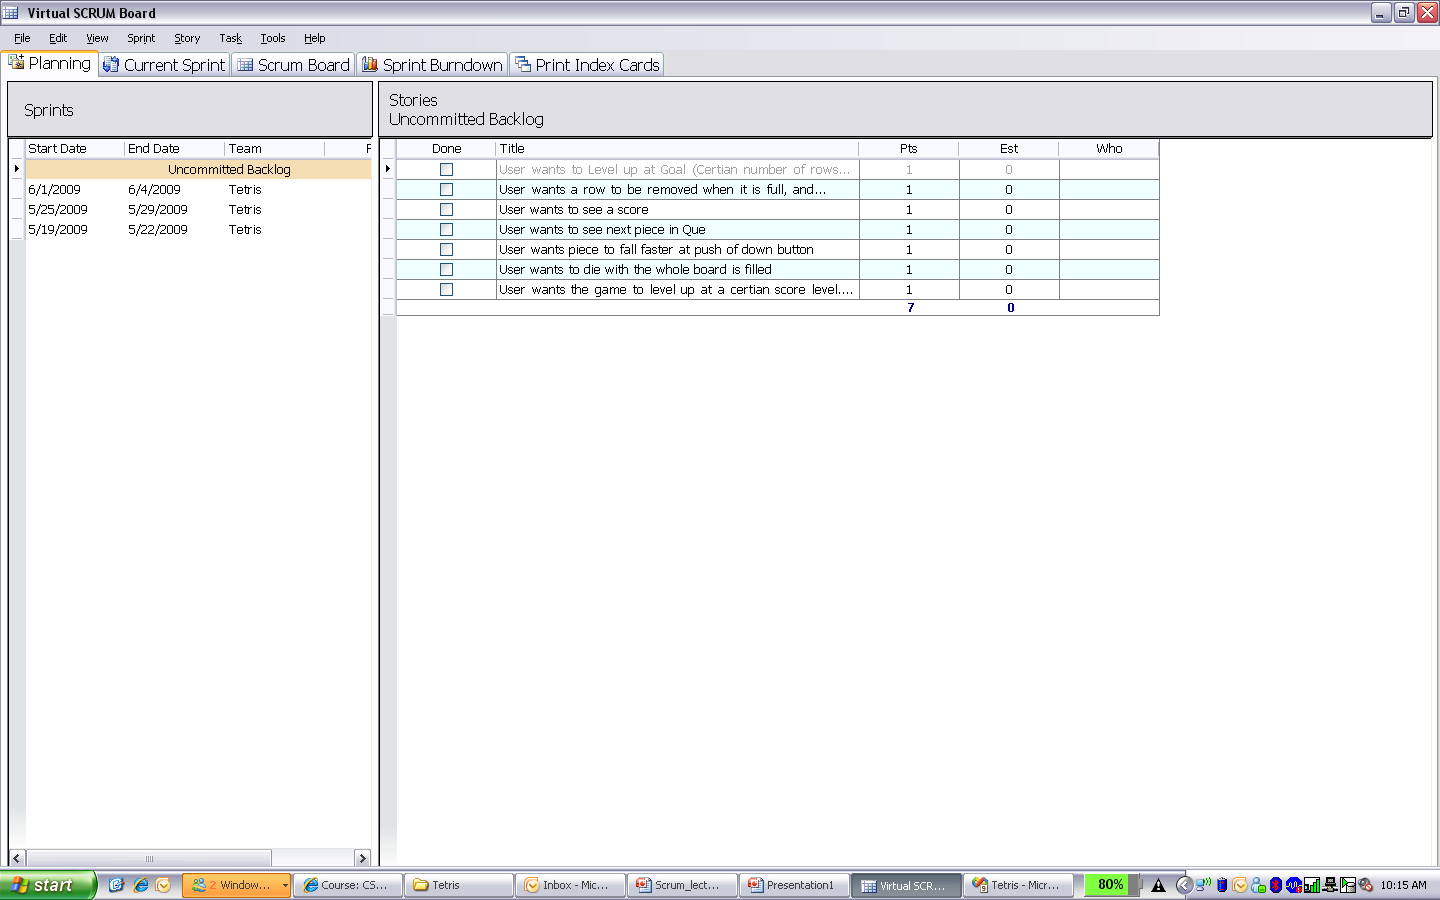 Virtual SCRUM Board
File Edit View Sprint Story Task Tools Help
Planning Current Sprint Scrum Board Sprint Burndown Print Index Cards
Sprints
Start Date End Date Team F
Uncommitted Backlog
6/1/2009 6/4/2009 Tetris
5/25/2009 5/29/2009 Tetris
5/19/2009 5/22/2009 Tetris
Stories
Uncommitted Backlog
Done Title Pts Est Who
User wants to Level up at Goal (Certian number of rows... 1 0
User wants a row to be removed when it is full, and... 1 0
User wants to see a score 1 0
User wants to see next piece in Que 1 0
User wants piece to fall faster at push of down button 1 0
User wants to die with the whole board is filled 1 0
User wants the game to level up at a certian score level.... 1 0
7 0
start 2 Window... Course: CS... Tetris Inbox - Mic... Scrum_lect... Presentation1 Virtual SCR... Tetris - Micr... 80% 10:15 AM